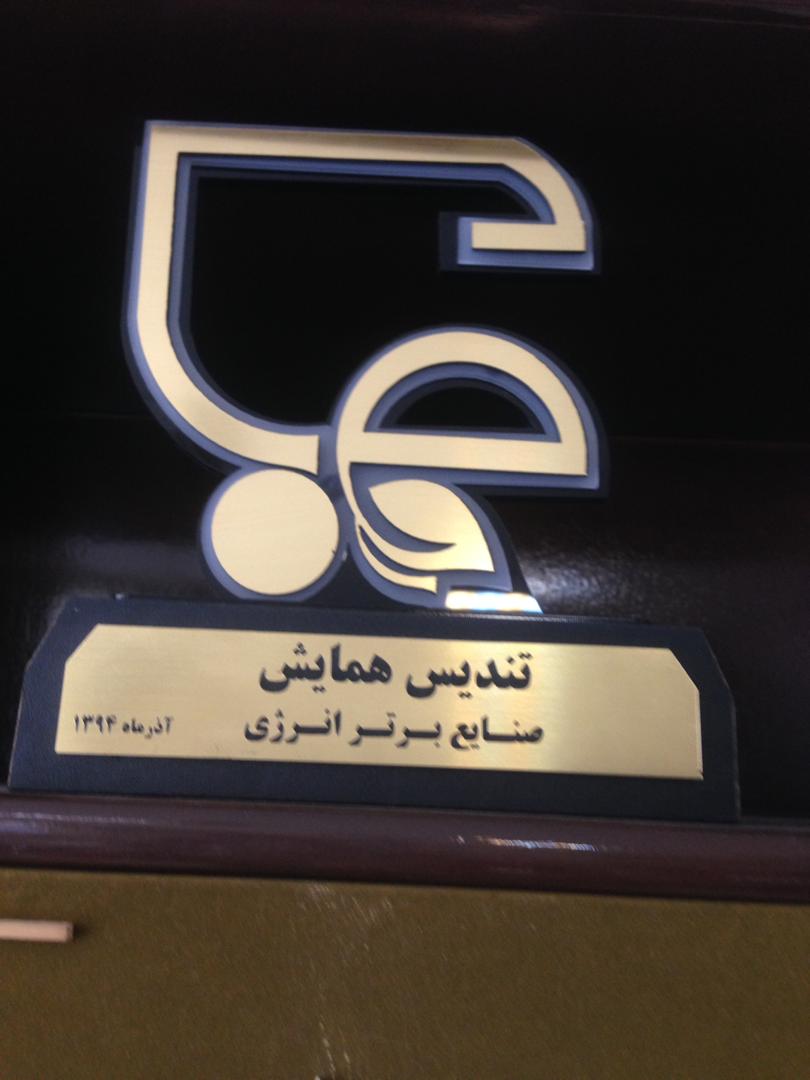 تندیس همایش
صنایع برتر انرژی
آذرماه ۱۳۹۴